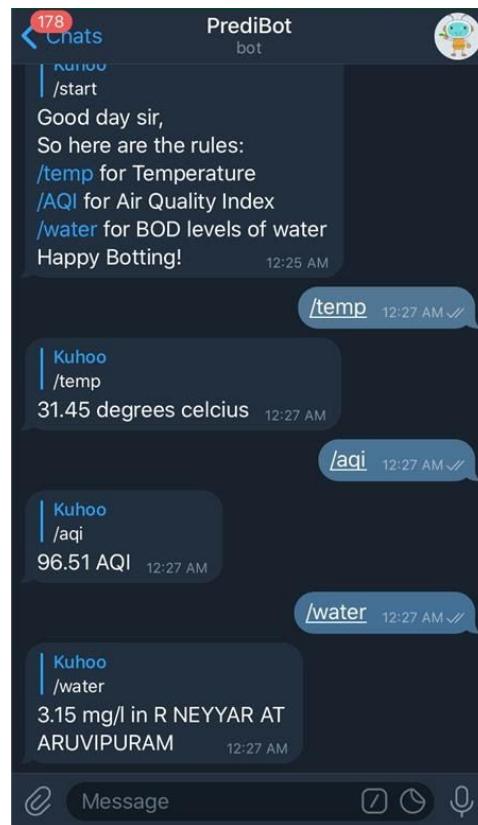 178
Chats
PrediBot
bot
Kuhoo
/start
Good day sir,
So here are the rules:
/temp for Temperature
/AQI for Air Quality Index
/water for BOD levels of water
Happy Botting! 12:25 AM
/temp 12:27 AM
Kuhoo
/temp
31.45 degrees celcius 12:27 AM
/aqi 12:27 AM
Kuhoo
/aqi
96.51 AQI 12:27 AM
/water 12:27 AM
Kuhoo
/water
3.15 mg/l in R NEYYAR AT
ARUVIPURAM 12:27 AM
Message